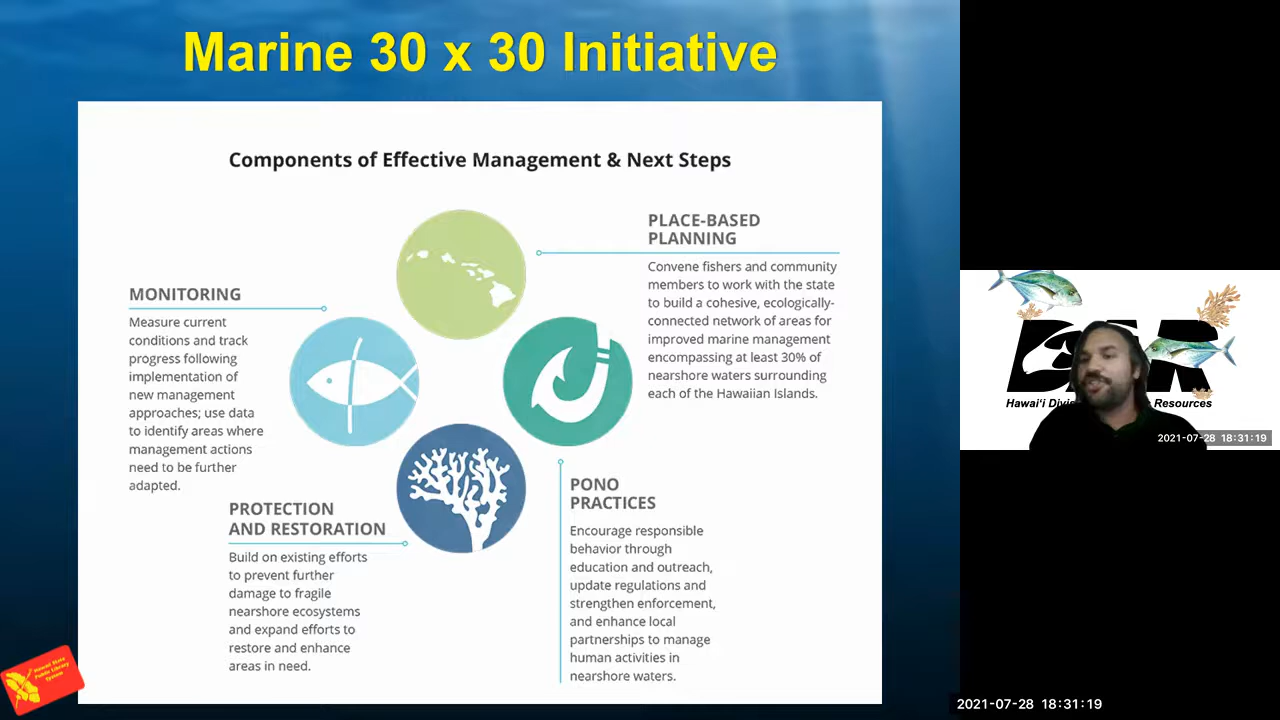 Marine 30 x 30 Initiative
Components of Effective Management & Next Steps
PLACE-BASED
PLANNING
Convene fishers and community
members to work with the state
to build a cohesive, ecologically-
connected network of areas for
improved marine management
encompassing at least 30% of
nearshore waters surrounding
each of the Hawaiian Islands.
MONITORING
Measure current
conditions and track
progress following
implementation of
new management
approaches; use data
to identify areas where
management actions
need to be further
adapted.
PROTECTION
AND RESTORATION
Build on existing efforts
to prevent further
damage to fragile
nearshore ecosystems
and expand efforts to
restore and enhance
areas in need.
PONO
PRACTICES
Encourage responsible
behavior through
education and outreach,
update regulations and
strengthen enforcement,
and enhance local
partnerships to manage
human activities in
nearshore waters.
Hawaii State
Public Library
System
D R
Hawaiʻi Divi Resources
2021-07-28 18:31:19
2021-07-28 18:31:19